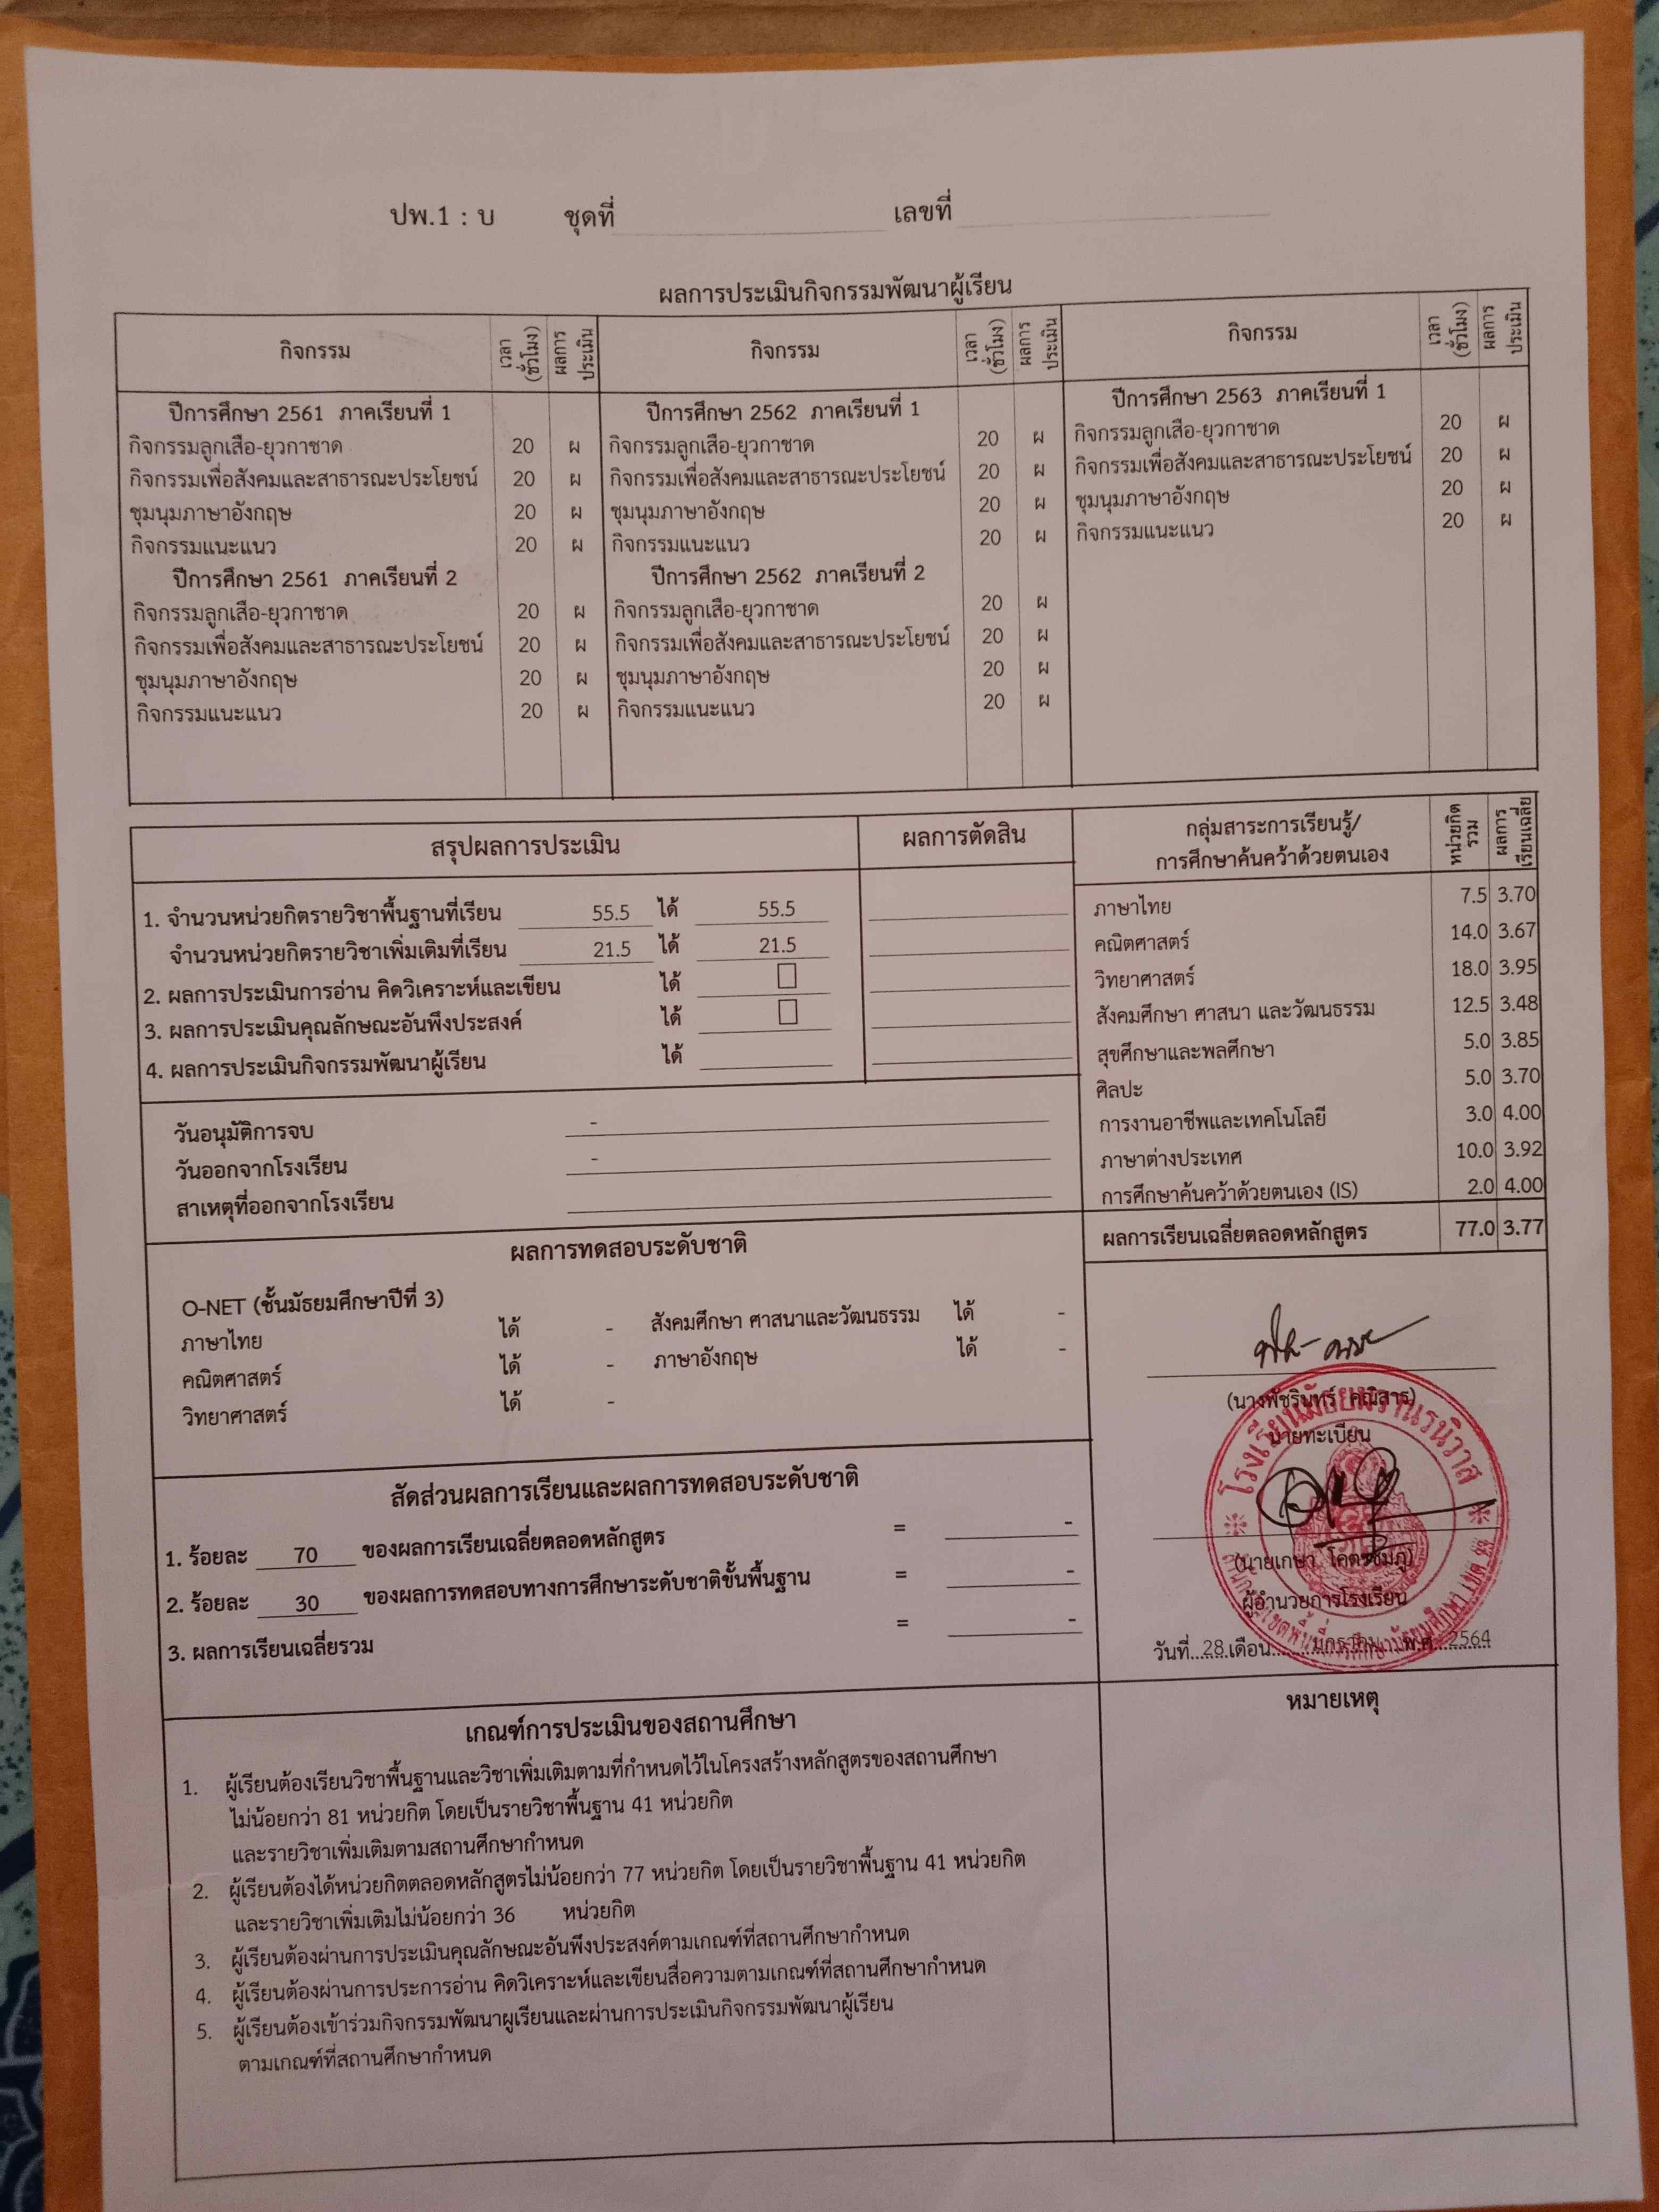 ปพ.1 : บ ชุดที่ เลขที่
ผลการประเมินกิจกรรมพัฒนาผู้เรียน
กิจกรรม เวลา (ชั่วโมง) ผลการประเมิน กิจกรรม เวลา (ชั่วโมง) ผลการประเมิน กิจกรรม เวลา (ชั่วโมง) ผลการประเมิน
ปีการศึกษา 2561 ภาคเรียนที่ 1
กิจกรรมลูกเสือ-ยุวกาชาด 20 ผ
กิจกรรมเพื่อสังคมและสาธารณะประโยชน์ 20 ผ
ชุมนุมภาษาอังกฤษ 20 ผ
กิจกรรมแนะแนว 20 ผ
ปีการศึกษา 2561 ภาคเรียนที่ 2
กิจกรรมลูกเสือ-ยุวกาชาด 20 ผ
กิจกรรมเพื่อสังคมและสาธารณะประโยชน์ 20 ผ
ชุมนุมภาษาอังกฤษ 20 ผ
กิจกรรมแนะแนว 20 ผ
ปีการศึกษา 2562 ภาคเรียนที่ 1
กิจกรรมลูกเสือ-ยุวกาชาด 20 ผ
กิจกรรมเพื่อสังคมและสาธารณะประโยชน์ 20 ผ
ชุมนุมภาษาอังกฤษ 20 ผ
กิจกรรมแนะแนว 20 ผ
ปีการศึกษา 2562 ภาคเรียนที่ 2
กิจกรรมลูกเสือ-ยุวกาชาด 20 ผ
กิจกรรมเพื่อสังคมและสาธารณะประโยชน์ 20 ผ
ชุมนุมภาษาอังกฤษ 20 ผ
กิจกรรมแนะแนว 20 ผ
ปีการศึกษา 2563 ภาคเรียนที่ 1
กิจกรรมลูกเสือ-ยุวกาชาด 20 ผ
กิจกรรมเพื่อสังคมและสาธารณะประโยชน์ 20 ผ
ชุมนุมภาษาอังกฤษ 20 ผ
กิจกรรมแนะแนว 20 ผ
สรุปผลการประเมิน ผลการตัดสิน
1. จำนวนหน่วยกิตรายวิชาพื้นฐานที่เรียน 55.5 ได้ 55.5
จำนวนหน่วยกิตรายวิชาเพิ่มเติมที่เรียน 21.5 ได้ 21.5
2. ผลการประเมินการอ่าน คิดวิเคราะห์และเขียน ได้
3. ผลการประเมินคุณลักษณะอันพึงประสงค์ ได้
4. ผลการประเมินกิจกรรมพัฒนาผู้เรียน ได้
วันอนุมัติการจบ -
วันออกจากโรงเรียน -
สาเหตุที่ออกจากโรงเรียน
กลุ่มสาระการเรียนรู้/ หน่วยกิตรวม ผลการเรียนเฉลี่ย
การศึกษาค้นคว้าด้วยตนเอง
ภาษาไทย 7.5 3.70
คณิตศาสตร์ 14.0 3.67
วิทยาศาสตร์ 18.0 3.95
สังคมศึกษา ศาสนา และวัฒนธรรม 12.5 3.48
สุขศึกษาและพลศึกษา 5.0 3.85
ศิลปะ 5.0 3.70
การงานอาชีพและเทคโนโลยี 3.0 4.00
ภาษาต่างประเทศ 10.0 3.92
การศึกษาค้นคว้าด้วยตนเอง (IS) 2.0 4.00
ผลการเรียนเฉลี่ยตลอดหลักสูตร 77.0 3.77
ผลการทดสอบระดับชาติ
O-NET (ชั้นมัธยมศึกษาปีที่ 3)
ภาษาไทย ได้ - สังคมศึกษา ศาสนาและวัฒนธรรม ได้ -
คณิตศาสตร์ ได้ - ภาษาอังกฤษ ได้ -
วิทยาศาสตร์ ได้ -
สัดส่วนผลการเรียนและผลการทดสอบระดับชาติ
1. ร้อยละ 70 ของผลการเรียนเฉลี่ยตลอดหลักสูตร = -
2. ร้อยละ 30 ของผลการทดสอบทางการศึกษาระดับชาติขั้นพื้นฐาน = -
3. ผลการเรียนเฉลี่ยรวม = -
(นางพัชรินทร์ คณิสาร)
นายทะเบียน
(นายเกษา โคตรชมภู)
ผู้อำนวยการโรงเรียน
วันที่ 28 เดือน มกราคม พ.ศ. 2564
เกณฑ์การประเมินของสถานศึกษา
1. ผู้เรียนต้องเรียนวิชาพื้นฐานและวิชาเพิ่มเติมตามที่กำหนดไว้ในโครงสร้างหลักสูตรของสถานศึกษา
ไม่น้อยกว่า 81 หน่วยกิต โดยเป็นรายวิชาพื้นฐาน 41 หน่วยกิต
และรายวิชาเพิ่มเติมตามสถานศึกษากำหนด
2. ผู้เรียนต้องได้หน่วยกิตตลอดหลักสูตรไม่น้อยกว่า 77 หน่วยกิต โดยเป็นรายวิชาพื้นฐาน 41 หน่วยกิต
และรายวิชาเพิ่มเติมไม่น้อยกว่า 36 หน่วยกิต
3. ผู้เรียนต้องผ่านการประเมินคุณลักษณะอันพึงประสงค์ตามเกณฑ์ที่สถานศึกษากำหนด
4. ผู้เรียนต้องผ่านการประการอ่าน คิดวิเคราะห์และเขียนสื่อความตามเกณฑ์ที่สถานศึกษากำหนด
5. ผู้เรียนต้องเข้าร่วมกิจกรรมพัฒนาผูเรียนและผ่านการประเมินกิจกรรมพัฒนาผู้เรียน
ตามเกณฑ์ที่สถานศึกษากำหนด
หมายเหตุ